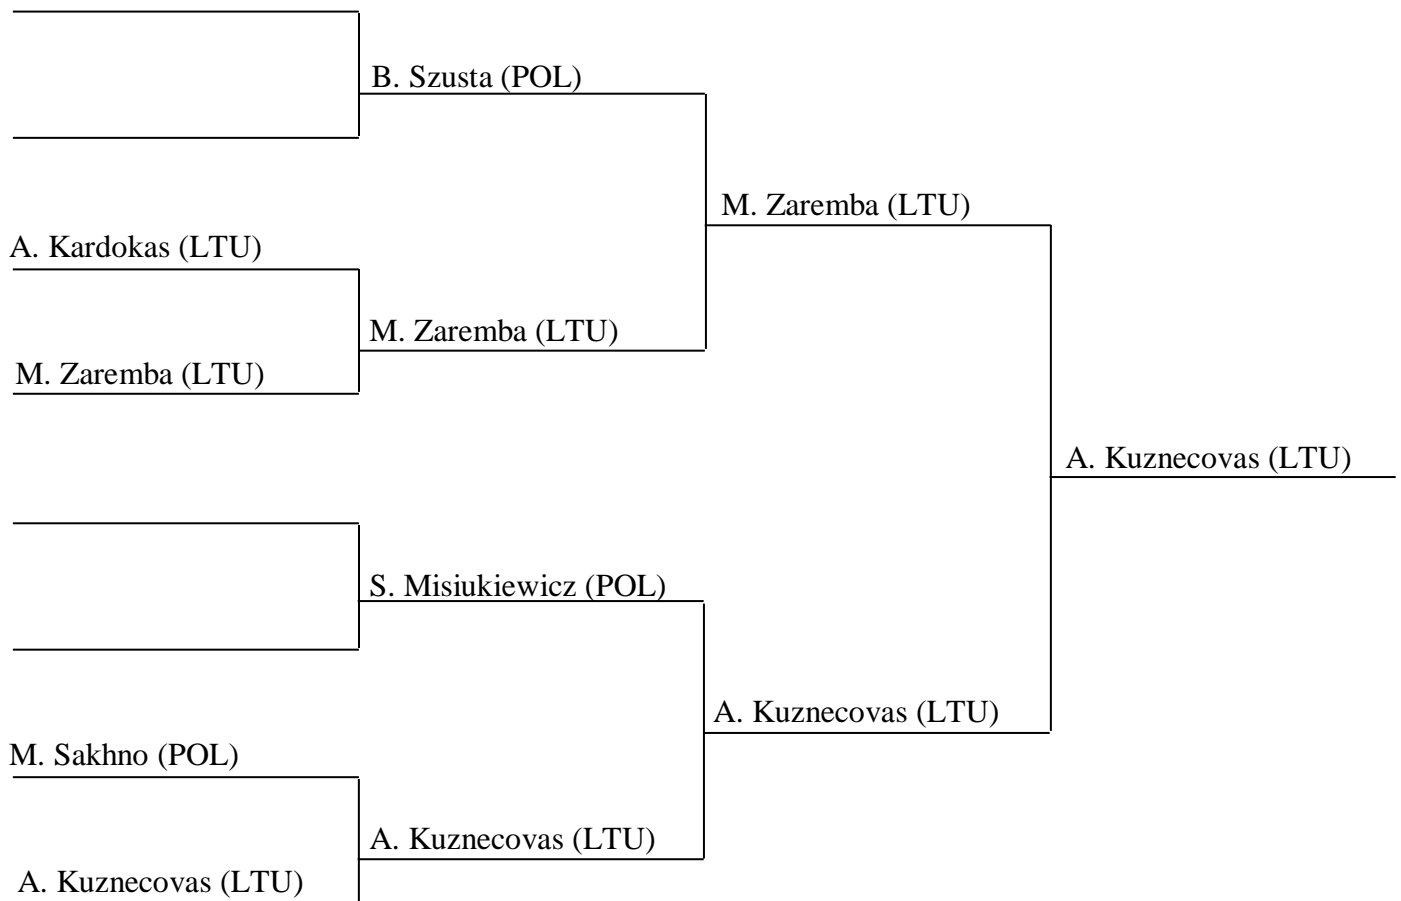 B. Szusta (POL)
M. Zaremba (LTU)
A. Kardokas (LTU)
M. Zaremba (LTU)
M. Zaremba (LTU)
A. Kuznecovas (LTU)
S. Misiukiewicz (POL)
A. Kuznecovas (LTU)
M. Sakhno (POL)
A. Kuznecovas (LTU)
A. Kuznecovas (LTU)